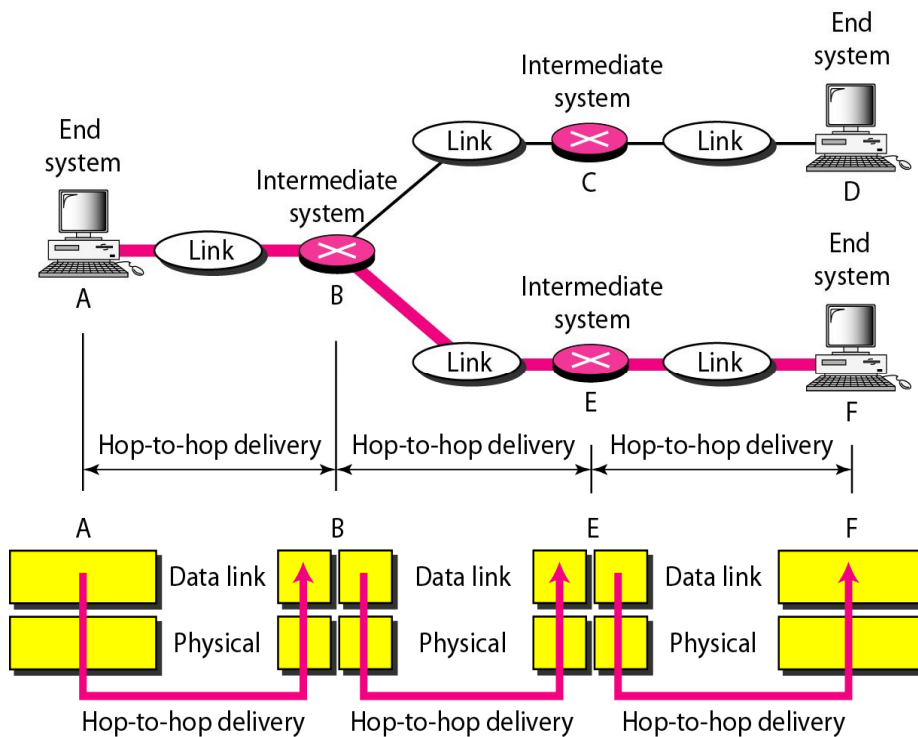 End
system
Intermediate
system
End
system
Link
Link
C
D
Intermediate
system
Link
A
B
Intermediate
system
End
system
Link
Link
E
F
Hop-to-hop delivery
Hop-to-hop delivery
Hop-to-hop delivery
A
B
E
F
Data link
Data link
Data link
Physical
Physical
Physical
Hop-to-hop delivery
Hop-to-hop delivery
Hop-to-hop delivery